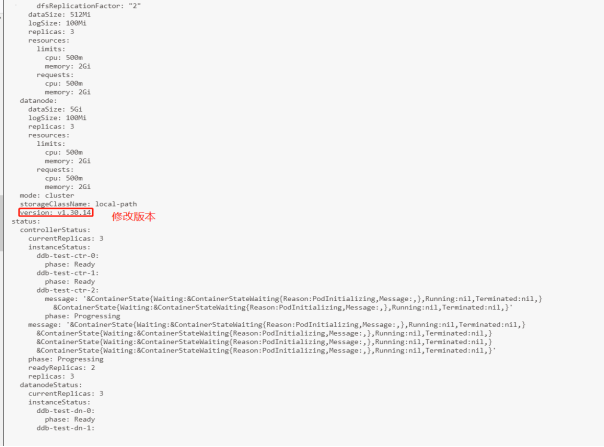 dfsReplicationFactor: "2"
dataSize: 512Mi
logSize: 100Mi
replicas: 3
resources:
limits:
cpu: 500m
memory: 2Gi
requests:
cpu: 500m
memory: 2Gi
datanode:
dataSize: 5Gi
logSize: 100Mi
replicas: 3
resources:
limits:
cpu: 500m
memory: 2Gi
requests:
cpu: 500m
memory: 2Gi
mode: cluster
storageClassName: local-path
version: v1.30.14 修改版本
status:
controllerStatus:
currentReplicas: 3
instanceStatus:
ddb-test-ctr-0:
phase: Ready
ddb-test-ctr-1:
phase: Ready
ddb-test-ctr-2:
message: '&ContainerState{Waiting:&ContainerStateWaiting{Reason:PodInitializing,Message:,},Running:nil,Terminated:nil,}
&ContainerState{Waiting:&ContainerStateWaiting{Reason:PodInitializing,Message:,},Running:nil,Terminated:nil,}'
phase: Progressing
message: '&ContainerState{Waiting:&ContainerStateWaiting{Reason:PodInitializing,Message:,},Running:nil,Terminated:nil,}
&ContainerState{Waiting:&ContainerStateWaiting{Reason:PodInitializing,Message:,},Running:nil,Terminated:nil,}
&ContainerState{Waiting:&ContainerStateWaiting{Reason:PodInitializing,Message:,},Running:nil,Terminated:nil,}
&ContainerState{Waiting:&ContainerStateWaiting{Reason:PodInitializing,Message:,},Running:nil,Terminated:nil,}'
phase: Progressing
readyReplicas: 2
replicas: 3
datanodeStatus:
currentReplicas: 3
instanceStatus:
ddb-test-dn-0:
phase: Ready
ddb-test-dn-1: